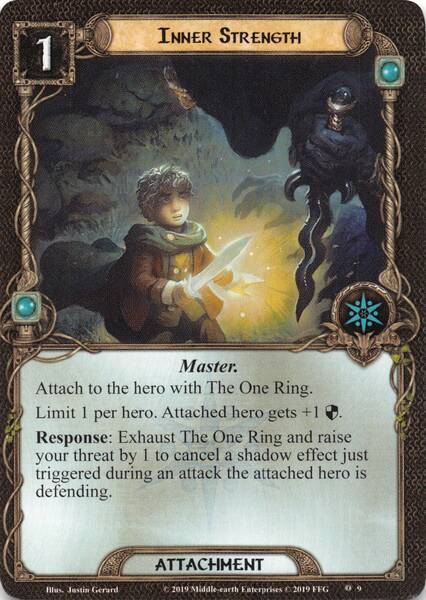 1
INNER STRENGTH
Master.
Attach to the hero with The One Ring.
Limit 1 per hero. Attached hero gets +1 .
Response: Exhaust The One Ring and raise
your threat by 1 to cancel a shadow effect just
triggered during an attack the attached hero is
defending.
ATTACHMENT
Illus. Justin Gerard © 2019 Middle-earth Enterprises © 2019 FFG 9